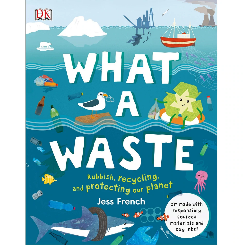 DK
WHAT
A
WASTE
Rubbish, recycling,
and protecting our planet
Jess French